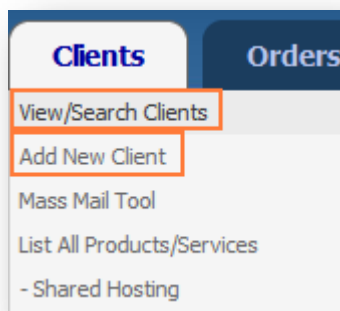 Clients Orders
View/Search Clients
Add New Client
Mass Mail Tool
List All Products/Services
- Shared Hosting